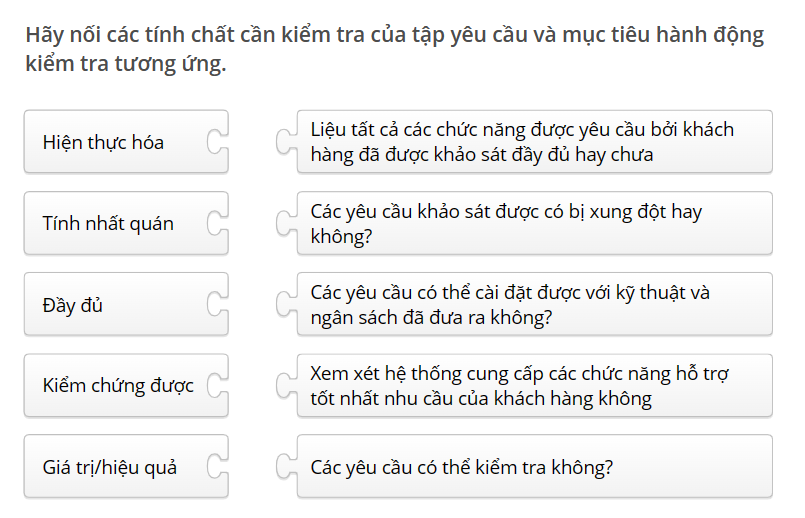 Hãy nối các tính chất cần kiểm tra của tập yêu cầu và mục tiêu hành động
kiểm tra tương ứng.
Hiện thực hóa
Liệu tất cả các chức năng được yêu cầu bởi khách
hàng đã được khảo sát đầy đủ hay chưa
Tính nhất quán
Các yêu cầu khảo sát được có bị xung đột hay
không?
Đầy đủ
Các yêu cầu có thể cài đặt được với kỹ thuật và
ngân sách đã đưa ra không?
Kiểm chứng được
Xem xét hệ thống cung cấp các chức năng hỗ trợ
tốt nhất nhu cầu của khách hàng không
Giá trị/hiệu quả
Các yêu cầu có thể kiểm tra không?